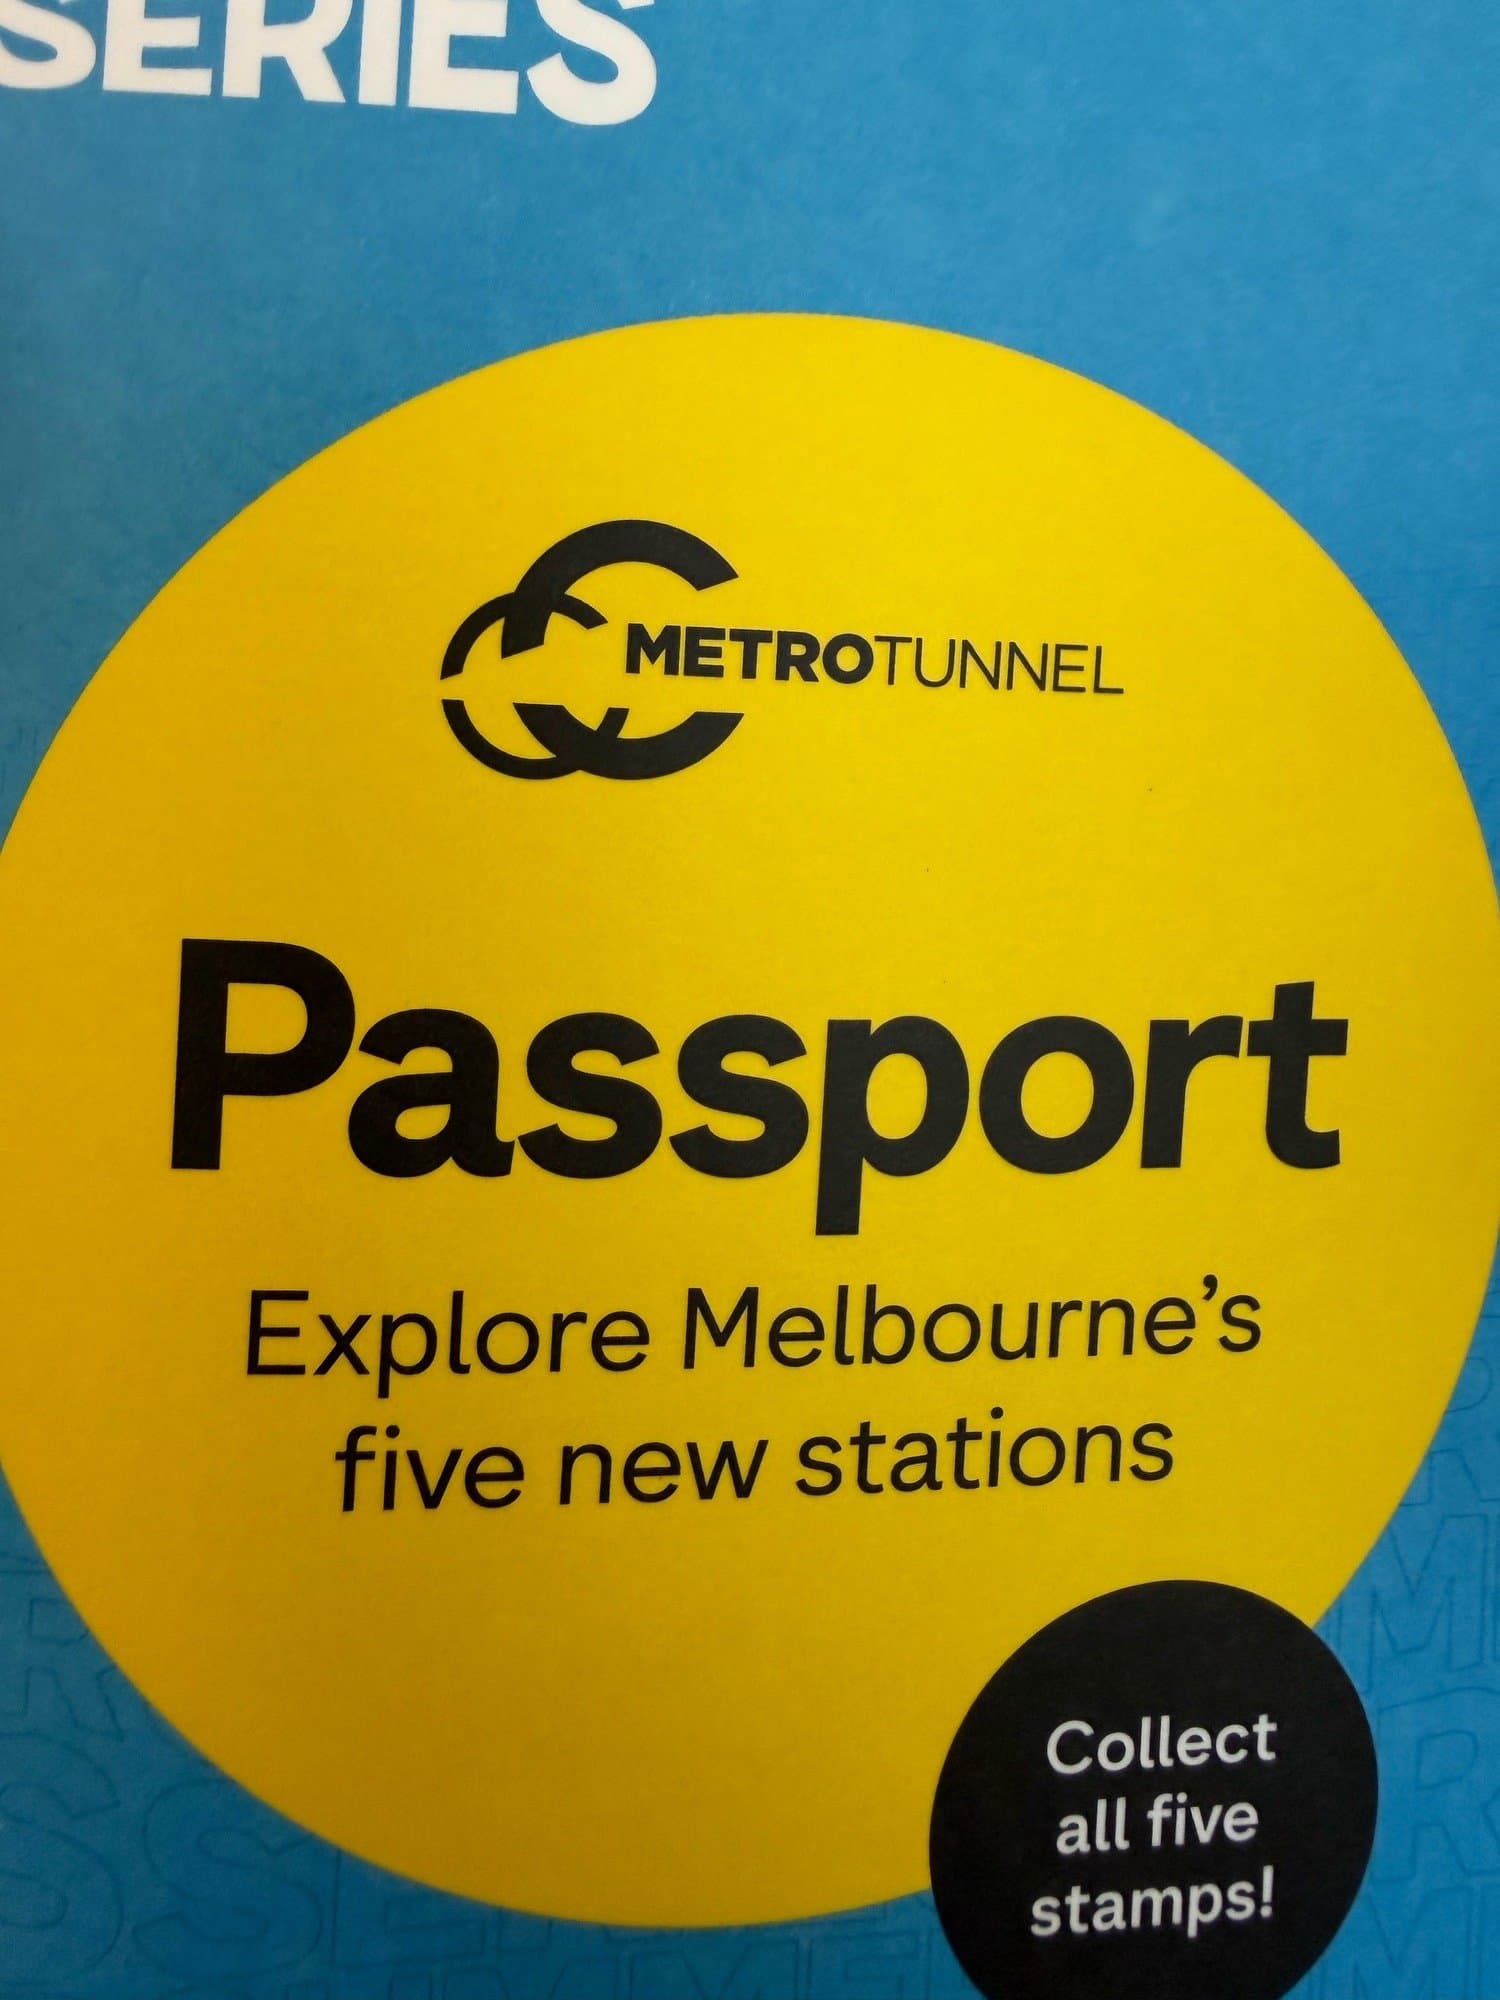 SERIES
METROTUNNEL
Passport
Explore Melbourne's
five new stations
Collect
all five
stamps!